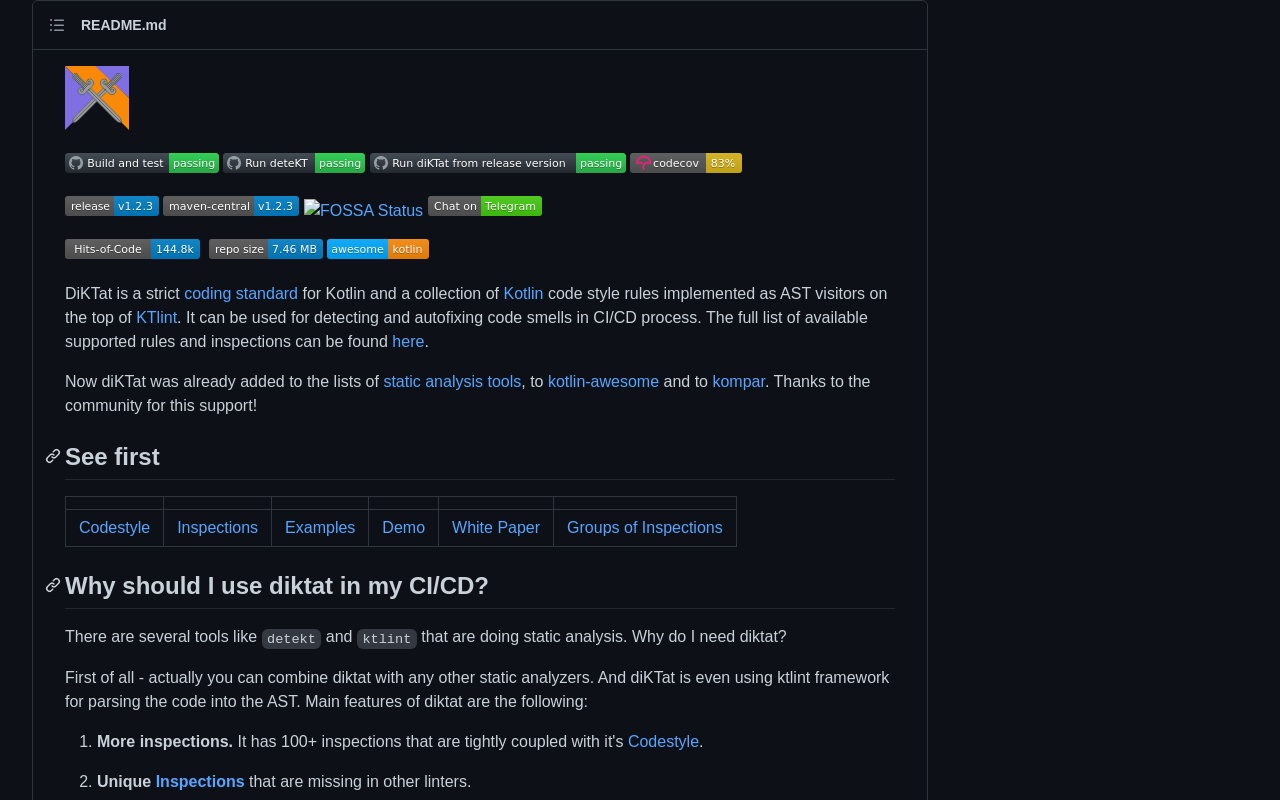 README.md
Build and test passing Run deteKT passing Run diKTat from release version passing codecov 83%
release v1.2.3 maven-central v1.2.3 FOSSA Status Chat on Telegram
Hits-of-Code 144.8k repo size 7.46 MB awesome kotlin
DiKTat is a strict coding standard for Kotlin and a collection of Kotlin code style rules implemented as AST visitors on
the top of KTlint. It can be used for detecting and autofixing code smells in CI/CD process. The full list of available
supported rules and inspections can be found here.
Now diKTat was already added to the lists of static analysis tools, to kotlin-awesome and to kompar. Thanks to the
community for this support!
See first
Codestyle Inspections Examples Demo White Paper Groups of Inspections
Why should I use diktat in my CI/CD?
There are several tools like detekt and ktlint that are doing static analysis. Why do I need diktat?
First of all - actually you can combine diktat with any other static analyzers. And diKTat is even using ktlint framework
for parsing the code into the AST. Main features of diktat are the following:
1. More inspections. It has 100+ inspections that are tightly coupled with it's Codestyle.
2. Unique Inspections that are missing in other linters.